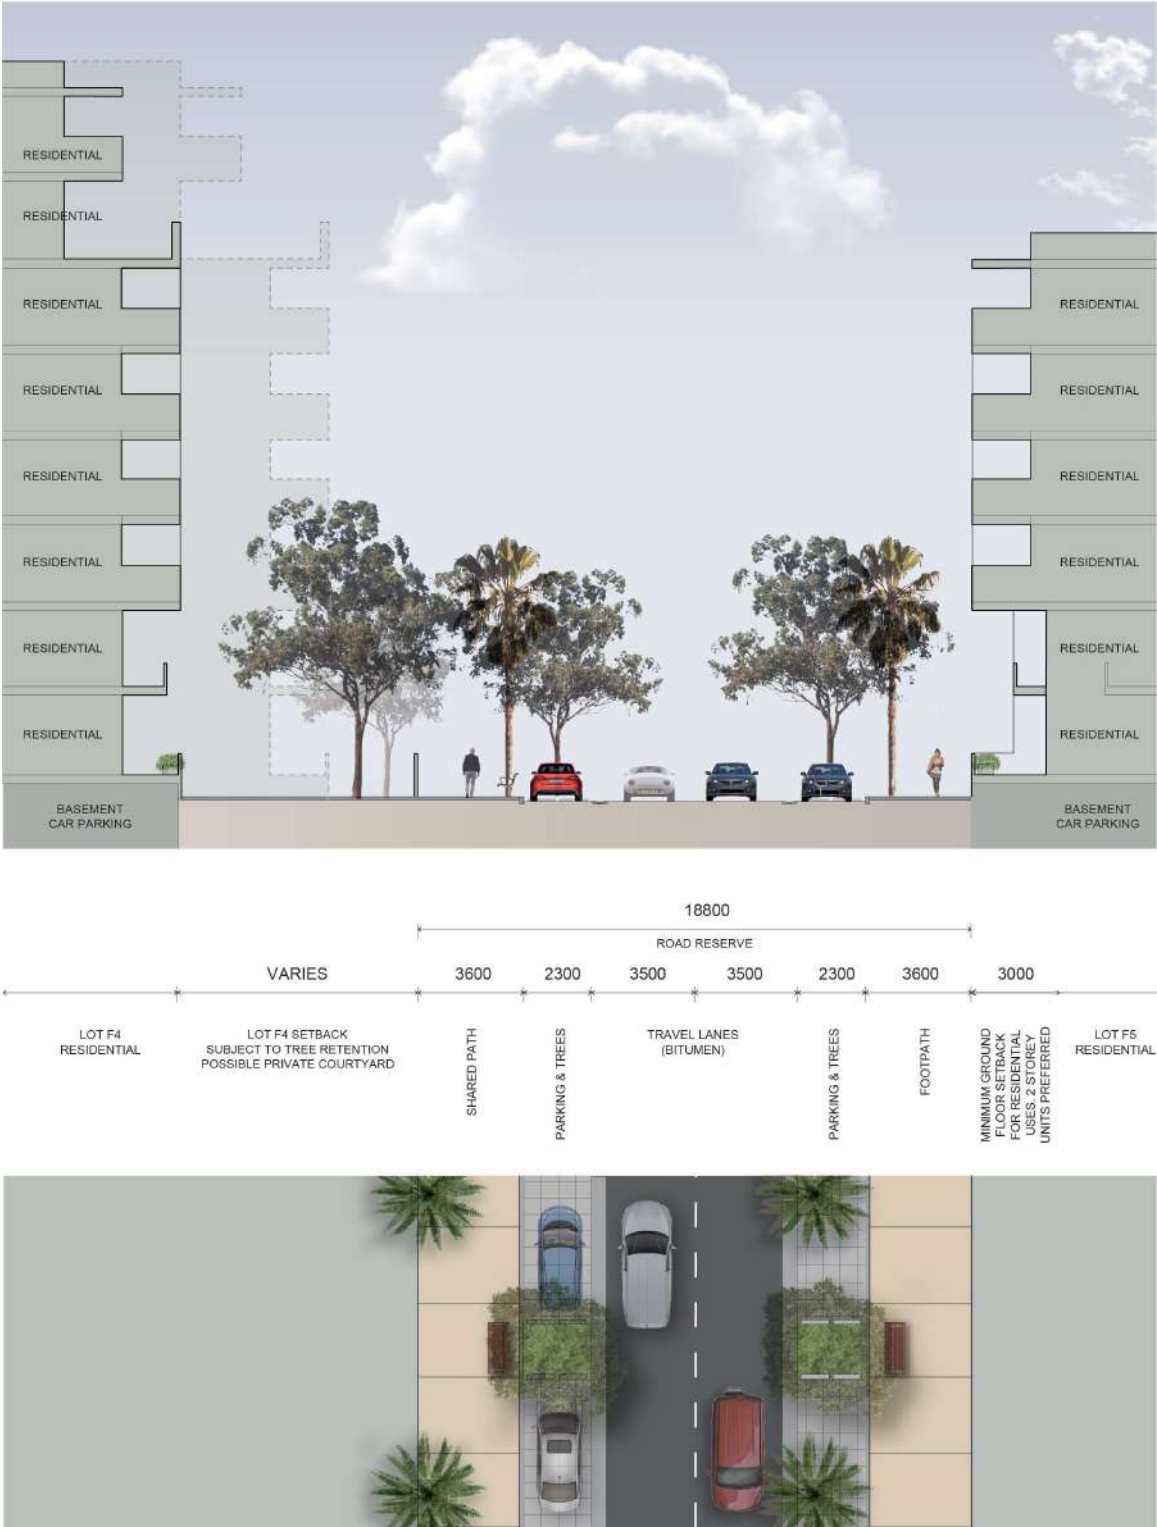 RESIDENTIAL
RESIDENTIAL
RESIDENTIAL
RESIDENTIAL
RESIDENTIAL
RESIDENTIAL
RESIDENTIAL
RESIDENTIAL
BASEMENT
CAR PARKING
RESIDENTIAL
RESIDENTIAL
RESIDENTIAL
RESIDENTIAL
RESIDENTIAL
RESIDENTIAL
BASEMENT
CAR PARKING
18800
ROAD RESERVE
VARIES
3600
2300
3500
3500
2300
3600
3000
LOT F4
RESIDENTIAL
LOT F4 SETBACK
SUBJECT TO TREE RETENTION
POSSIBLE PRIVATE COURTYARD
SHARED PATH
PARKING & TREES
TRAVEL LANES
(BITUMEN)
PARKING & TREES
FOOTPATH
MINIMUM GROUND
FLOOR SETBACK
FOR RESIDENTIAL
USES. 2 STOREY
UNITS PREFERRED
LOT F5
RESIDENTIAL